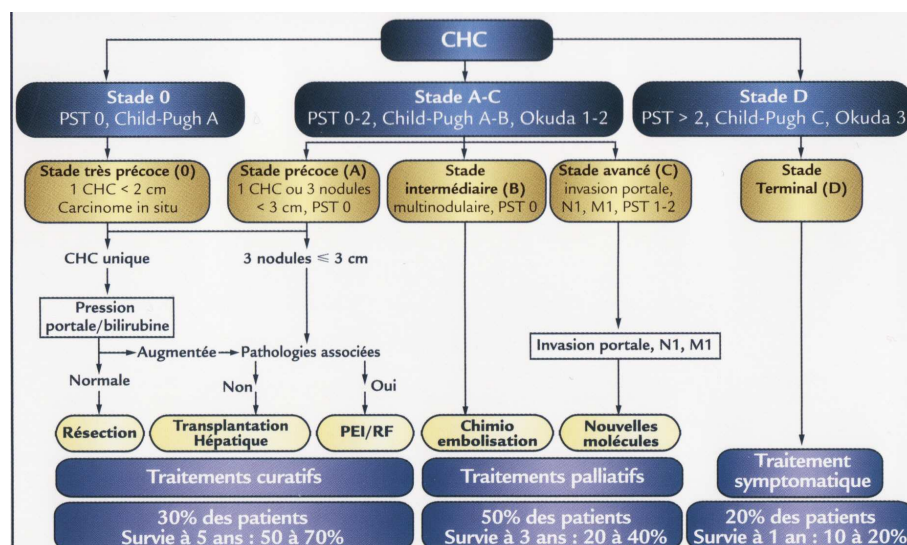 CHC
Stade 0
PST 0, Child-Pugh A
Stade A-C
PST 0-2, Child-Pugh A-B, Okuda 1-2
Stade D
PST > 2, Child-Pugh C, Okuda 3
Stade très précoce (0)
1 CHC < 2 cm
Carcinome in situ
Stade précoce (A)
1 CHC ou 3 nodules
< 3 cm, PST 0
Stade
intermédiaire (B)
multinodulaire, PST 0
Stade avancé (C)
invasion portale,
N1, M1, PST 1-2
Stade
Terminal (D)
CHC unique
3 nodules ≤ 3 cm
Pression
portale/bilirubine
Invasion portale, N1, M1
Augmentée
Pathologies associées
Normale
Non
Oui
Résection
Transplantation
Hépatique
PEI/RF
Chimio
embolisation
Nouvelles
molécules
Traitements curatifs
Traitements palliatifs
Traitement
symptomatique
30% des patients
Survie à 5 ans : 50 à 70%
50% des patients
Survie à 3 ans : 20 à 40%
20% des patients
Survie à 1 an : 10 à 20%